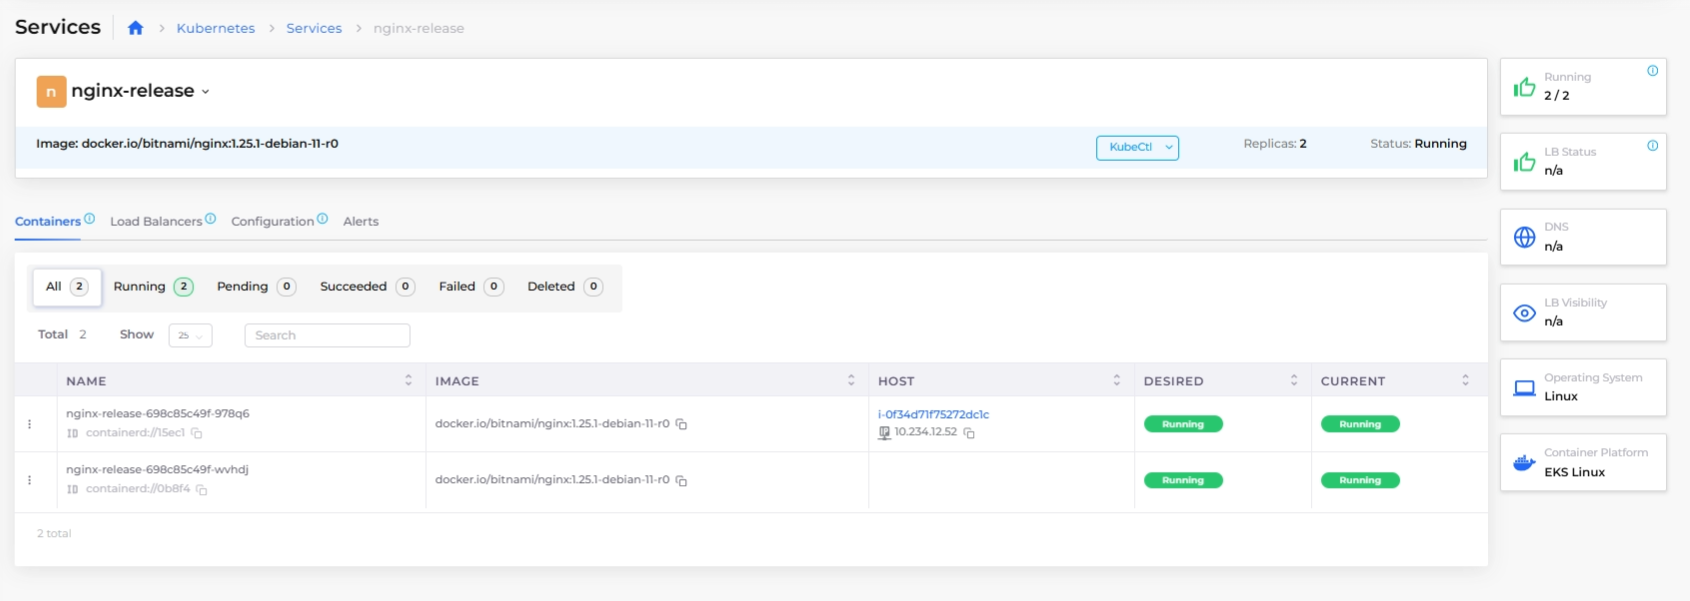 Services
Kubernetes > Services > nginx-release
n nginx-release
Image: docker.io/bitnami/nginx:1.25.1-debian-11-r0
KubeCtl
Replicas: 2
Status: Running
Containers Load Balancers Configuration Alerts
All 2 Running 2 Pending 0 Succeeded 0 Failed 0 Deleted 0
Total 2 Show 25 Search
NAME IMAGE HOST DESIRED CURRENT
nginx-release-698c85c49f-978q6
ID containerd://15ec1
docker.io/bitnami/nginx:1.25.1-debian-11-r0
i-0f34d71f75272dc1c
IP 10.234.12.52
Running
Running
nginx-release-698c85c49f-wvhdj
ID containerd://0b8f4
docker.io/bitnami/nginx:1.25.1-debian-11-r0
Running
Running
2 total
Running
2 / 2
LB Status
n/a
DNS
n/a
LB Visibility
n/a
Operating System
Linux
Container Platform
EKS Linux